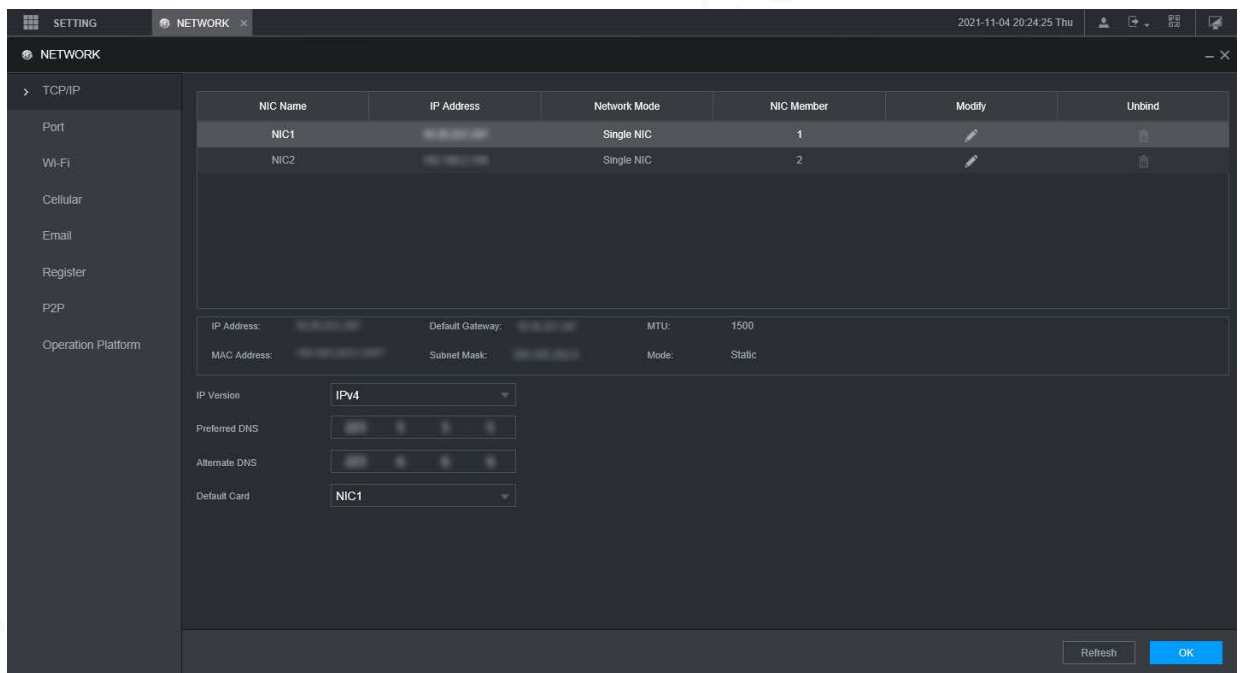 SETTING NETWORK × 2021-11-04 20:24:25 Thu
NETWORK
TCP/IP
Port
Wi-Fi
Cellular
Email
Register
P2P
Operation Platform
NIC Name IP Address Network Mode NIC Member Modify Unbind
NIC1 Single NIC 1
NIC2 Single NIC 2
IP Address: Default Gateway: MTU: 1500
MAC Address: Subnet Mask: Mode: Static
IP Version IPv4
Preferred DNS
Alternate DNS
Default Card NIC1
Refresh OK